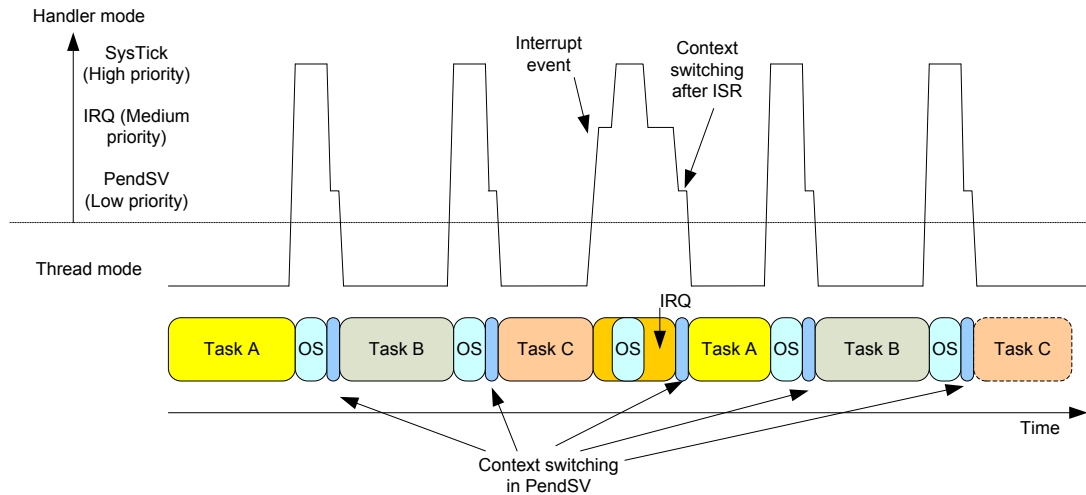 Handler mode
SysTick
(High priority)
IRQ (Medium
priority)
PendSV
(Low priority)
Interrupt
event
Context
switching
after ISR
Thread mode
IRQ
Task A
OS
Task B
OS
Task C
OS
Task A
OS
Task B
OS
Task C
Time
Context switching
in PendSV